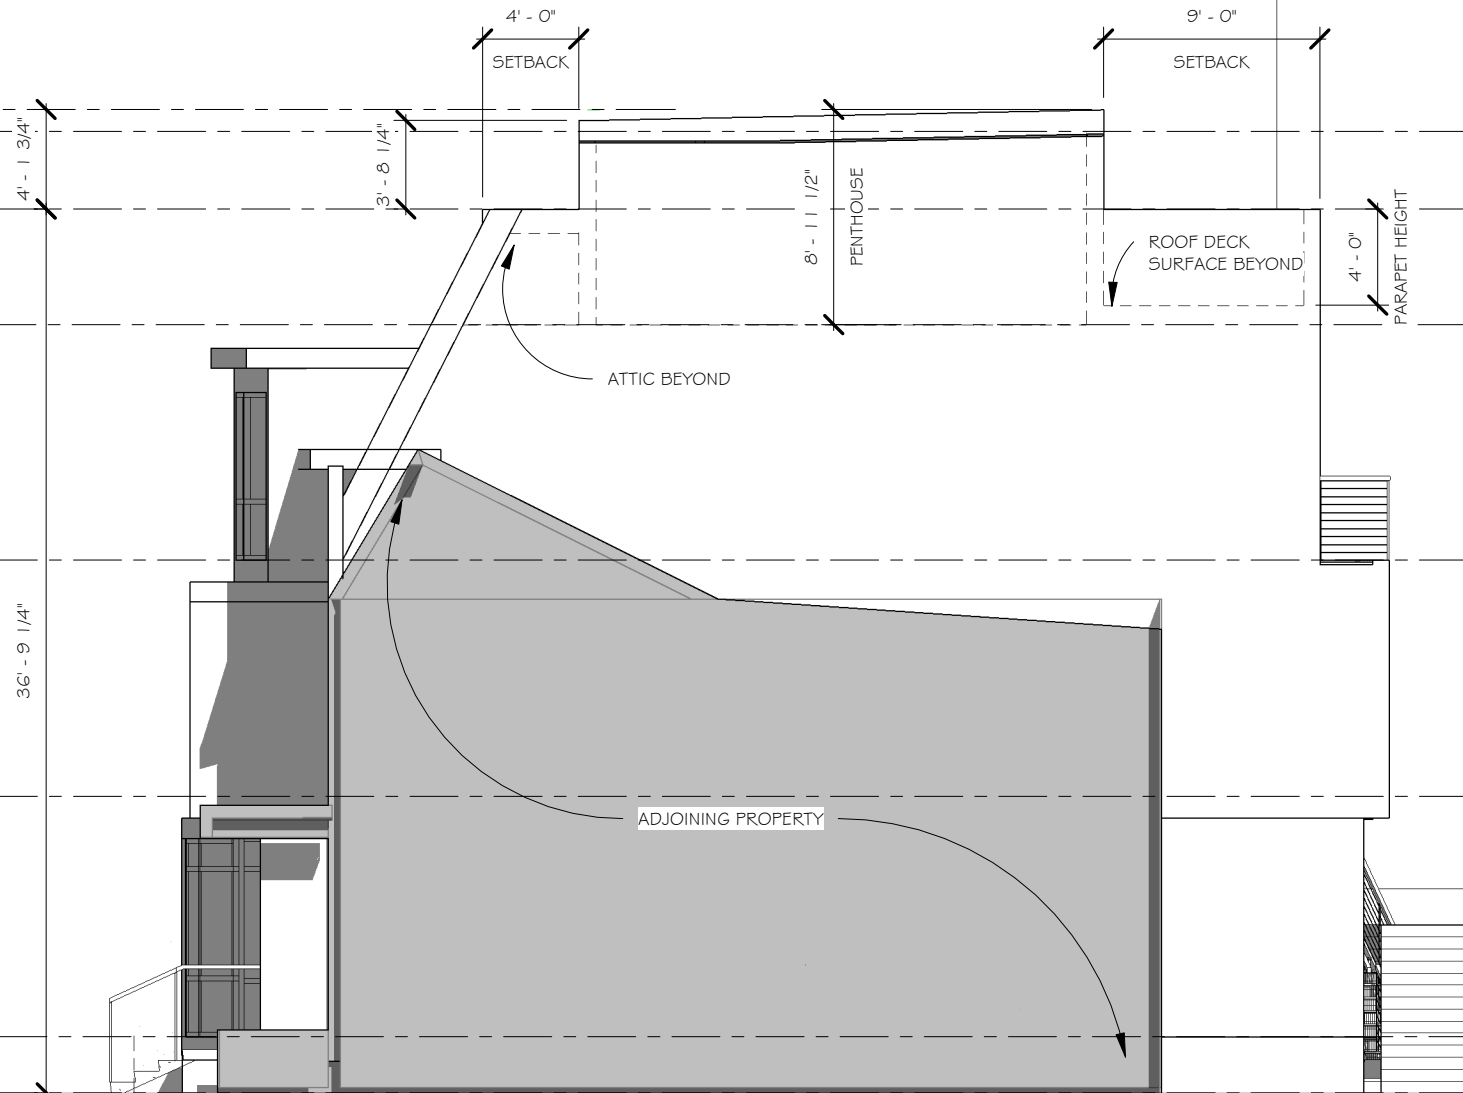 4' - 0"
9' - 0"
SETBACK
SETBACK
4' - 1 3/4"
3' - 8 1/4"
8' - 11 1/2"
PENTHOUSE
ROOF DECK
SURFACE BEYOND
4' - 0"
PARAPET HEIGHT
ATTIC BEYOND
36' - 9 1/4"
ADJOINING PROPERTY